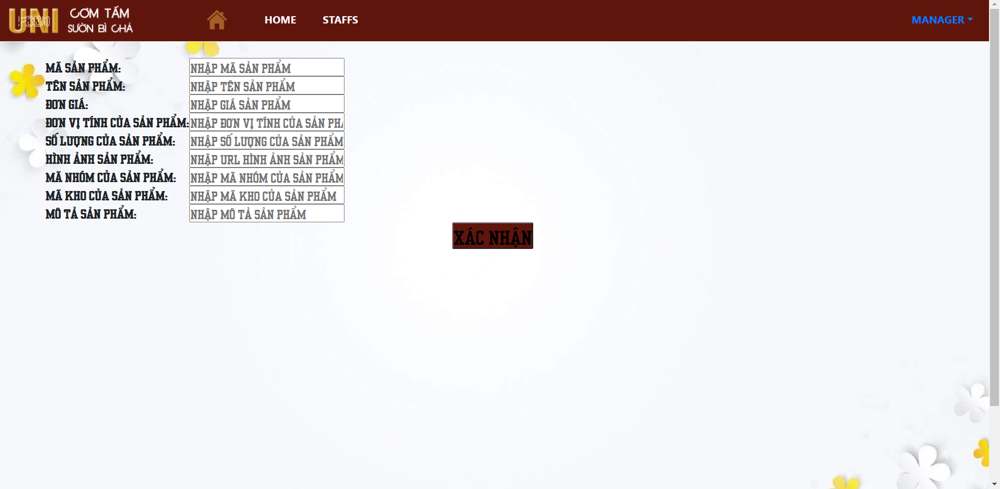 UNI
FOOD
CƠM TẤM
SƯỜN BÌ CHẢ
HOME
STAFFS
MANAGER
MÃ SẢN PHẨM:
NHẬP MÃ SẢN PHẨM
TÊN SẢN PHẨM:
NHẬP TÊN SẢN PHẨM
ĐƠN GIÁ:
NHẬP GIÁ SẢN PHẨM
ĐƠN VỊ TÍNH CỦA SẢN PHẨM:
NHẬP ĐƠN VỊ TÍNH CỦA SẢN PHẨ
SỐ LƯỢNG CỦA SẢN PHẨM:
NHẬP SỐ LƯỢNG CỦA SẢN PHẨM
HÌNH ẢNH SẢN PHẨM:
NHẬP URL HÌNH ẢNH SẢN PHẨM
MÃ NHÓM CỦA SẢN PHẨM:
NHẬP MÃ NHÓM CỦA SẢN PHẨM
MÃ KHO CỦA SẢN PHẨM:
NHẬP MÃ KHO CỦA SẢN PHẨM
MÔ TẢ SẢN PHẨM:
NHẬP MÔ TẢ SẢN PHẨM
XÁC NHẬN